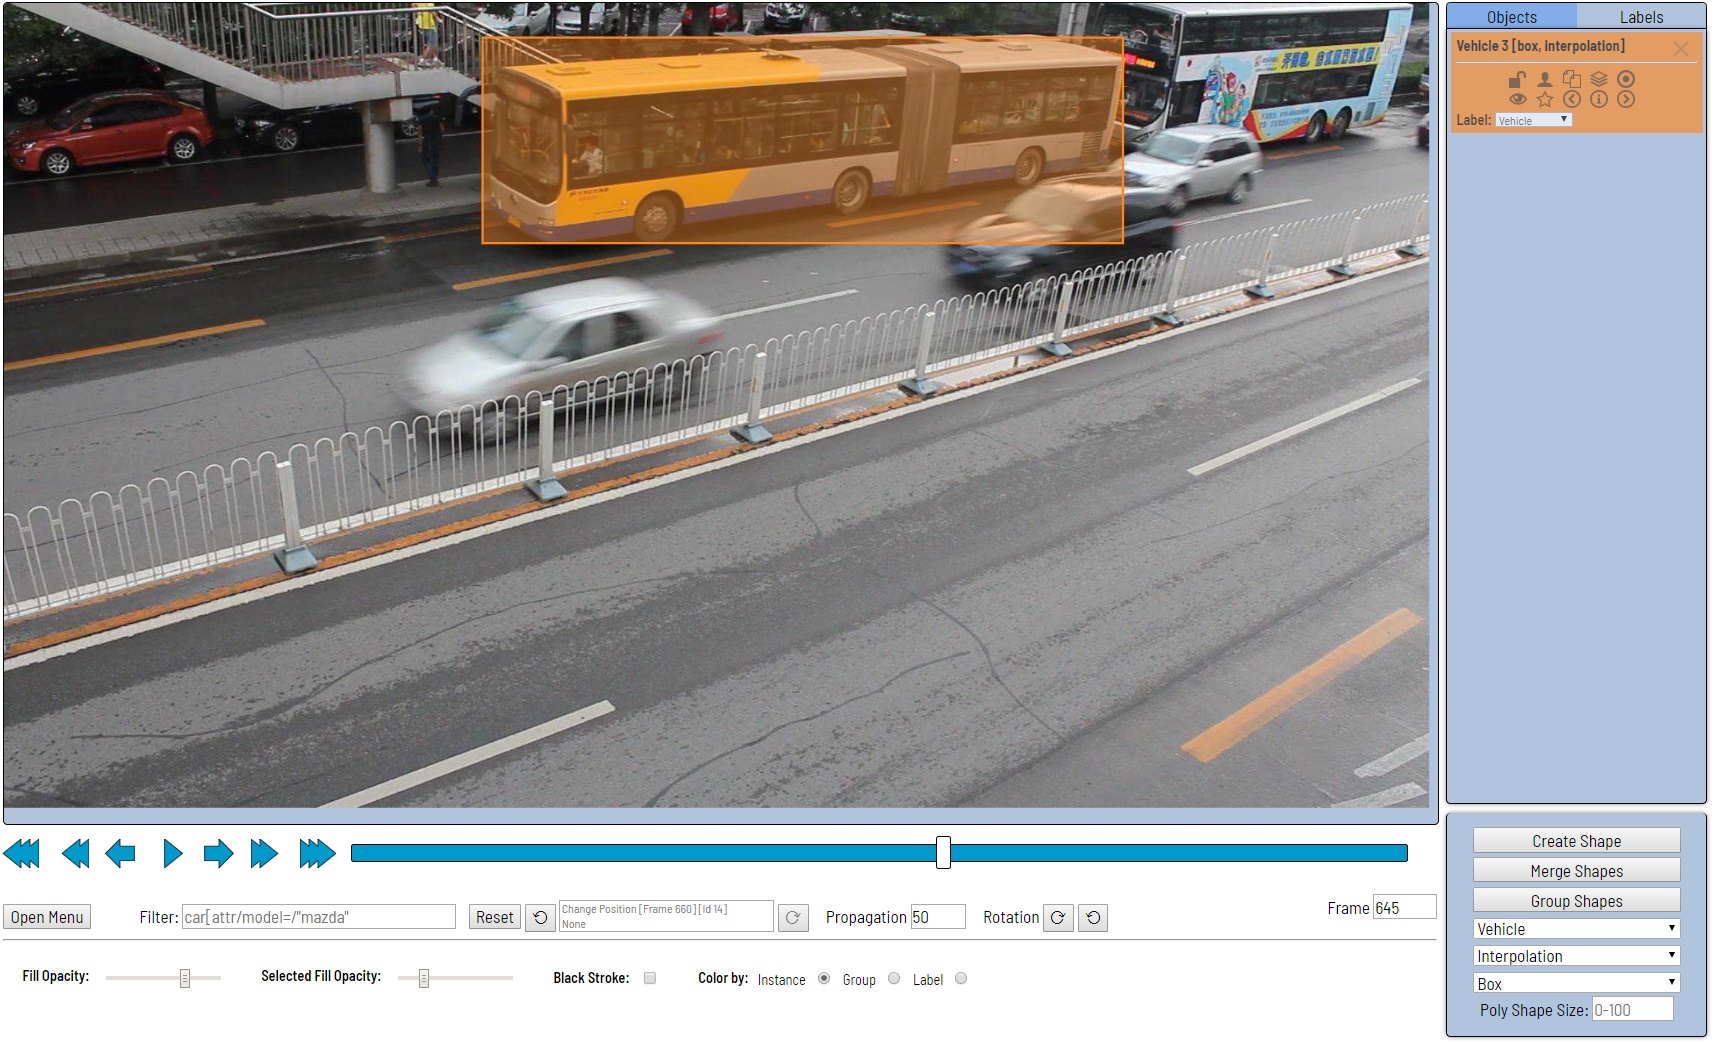 Objects
Labels
Vehicle 3 [box, interpolation]
Label: Vehicle
Open Menu
Filter: car[attr/model=/"mazda"
Reset
Change Position [Frame 660] [Id 14]
None
Propagation 50
Rotation
Frame 645
Fill Opacity:
Selected Fill Opacity:
Black Stroke:
Color by: Instance Group Label
Create Shape
Merge Shapes
Group Shapes
Vehicle
Interpolation
Box
Poly Shape Size: 0-100